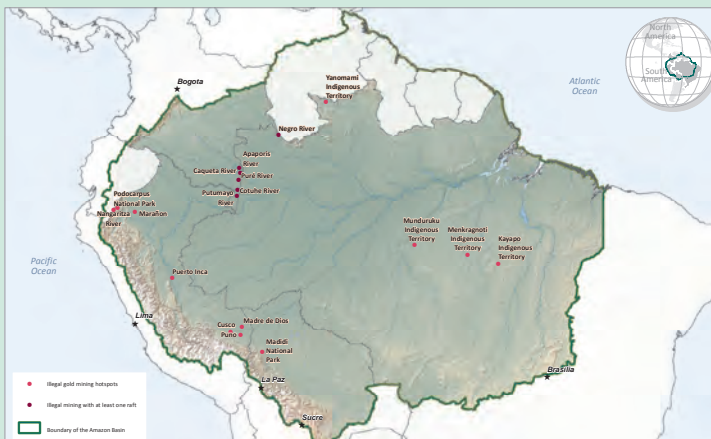 North
America
South
America
Bogota
Atlantic
Ocean
Yanomami
Indigenous
Territory
Negro River
Apaporis
River
Caqueta River
Puré River
Putumayo
River
Cotuhe River
Podocarpus
National Park
Nangaritza
River
Marañon
Munduruku
Indigenous
Territory
Menkragnoti
Indigenous
Territory
Kayapo
Indigenous
Territory
Pacific
Ocean
Puerto Inca
Lima
Cusco
Madre de Dios
Puno
Madidi
National
Park
La Paz
Brasilia
Sucre
Illegal gold mining hotspots
Illegal mining with at least one raft
Boundary of the Amazon Basin